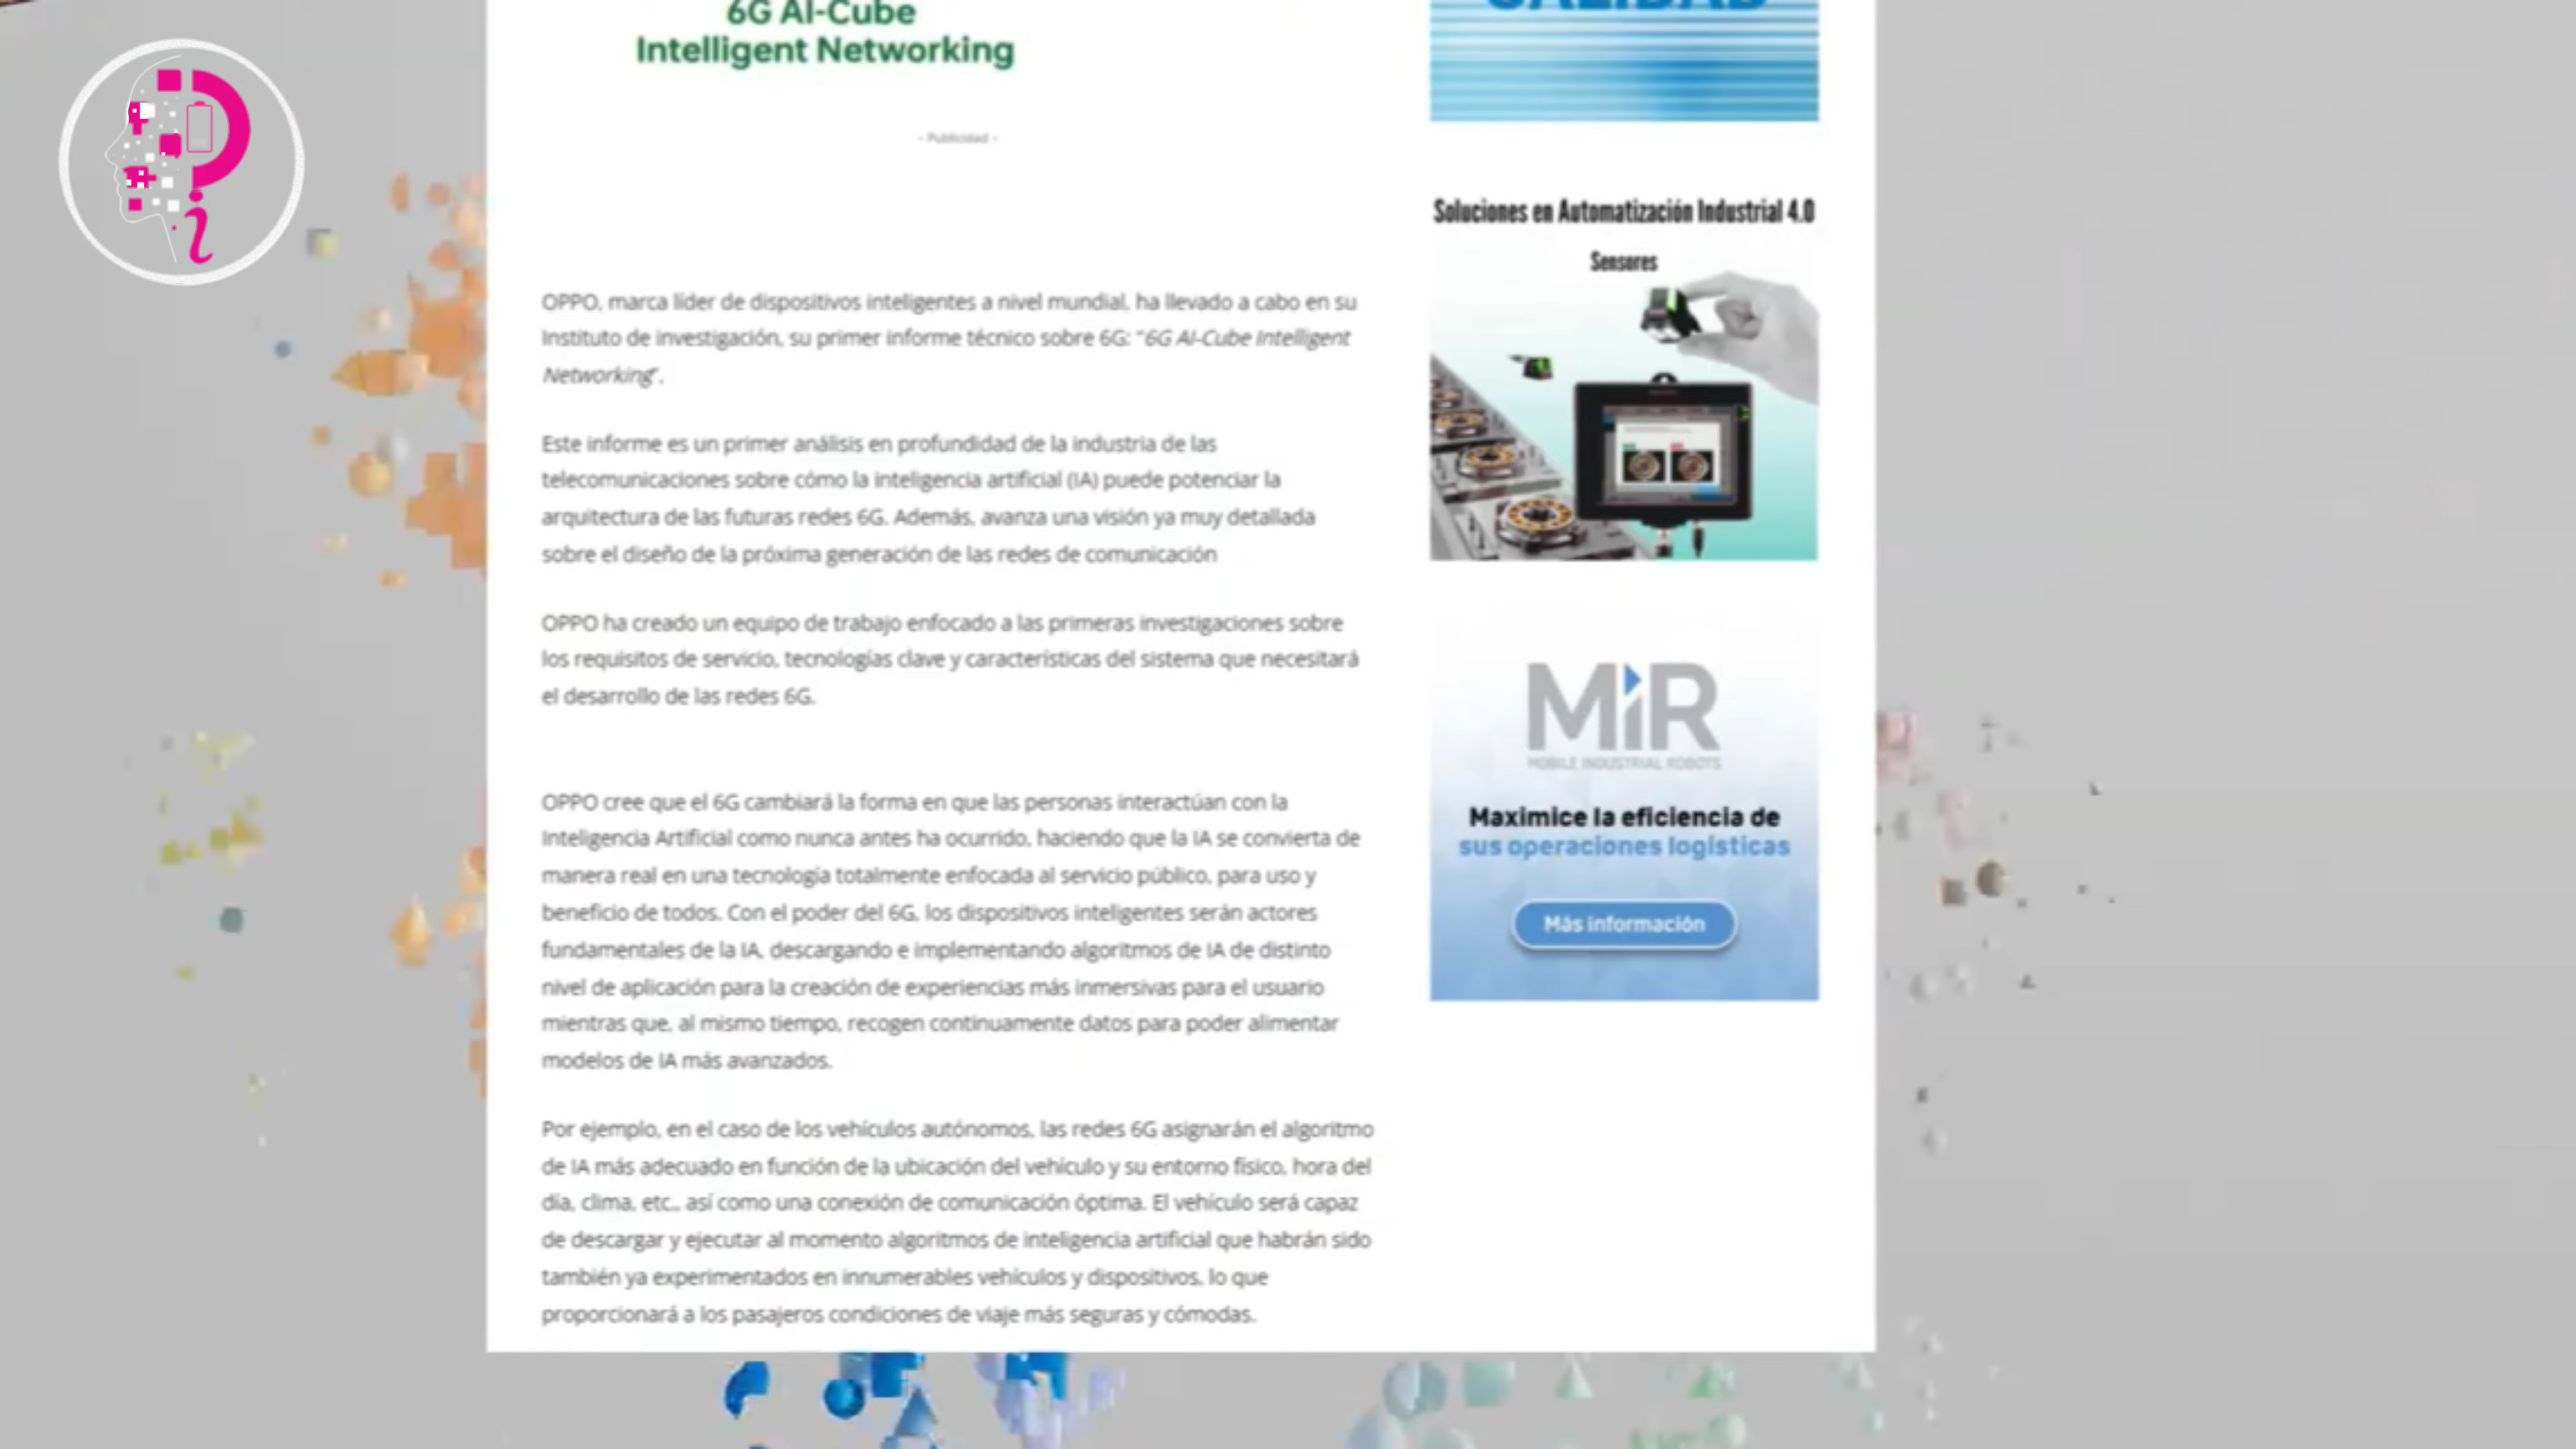 6G AI-Cube
Intelligent Networking
- Publicidad -
OPPO, marca líder de dispositivos inteligentes a nivel mundial, ha llevado a cabo en su
Instituto de investigación, su primer informe técnico sobre 6G: "6G AI-Cube Intelligent
Networking".
Este informe es un primer análisis en profundidad de la industria de las
telecomunicaciones sobre cómo la inteligencia artificial (IA) puede potenciar la
arquitectura de las futuras redes 6G. Además, avanza una visión ya muy detallada
sobre el diseño de la próxima generación de las redes de comunicación
OPPO ha creado un equipo de trabajo enfocado a las primeras investigaciones sobre
los requisitos de servicio, tecnologías clave y características del sistema que necesitará
el desarrollo de las redes 6G.
OPPO cree que el 6G cambiará la forma en que las personas interactúan con la
Inteligencia Artificial como nunca antes ha ocurrido, haciendo que la IA se convierta de
manera real en una tecnología totalmente enfocada al servicio público, para uso y
beneficio de todos. Con el poder del 6G, los dispositivos inteligentes serán actores
fundamentales de la IA, descargando e implementando algoritmos de IA de distinto
nivel de aplicación para la creación de experiencias más inmersivas para el usuario
mientras que, al mismo tiempo, recogen continuamente datos para poder alimentar
modelos de IA más avanzados.
Por ejemplo, en el caso de los vehículos autónomos, las redes 6G asignarán el algoritmo
de IA más adecuado en función de la ubicación del vehículo y su entorno físico, hora del
día, clima, etc., así como una conexión de comunicación óptima. El vehículo será capaz
de descargar y ejecutar al momento algoritmos de inteligencia artificial que habrán sido
también ya experimentados en innumerables vehículos y dispositivos, lo que
proporcionará a los pasajeros condiciones de viaje más seguras y cómodas.
CALIDAD
Soluciones en Automatización Industrial 4.0
Sensores
MiR
MOBILE INDUSTRIAL ROBOTS
Maximice la eficiencia de
sus operaciones logísticas
Más información